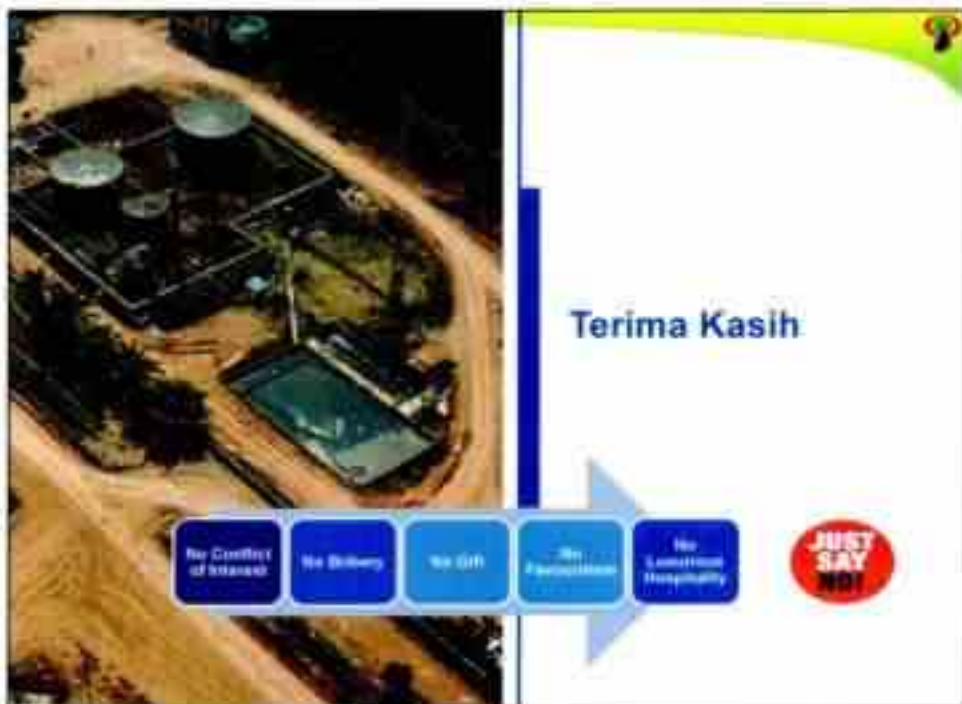 Terima Kasih
No Conflict
of Interest
No Bribery
No Gift
No
Favouritism
No
Luxurious
Hospitality
JUST
SAY
NO!